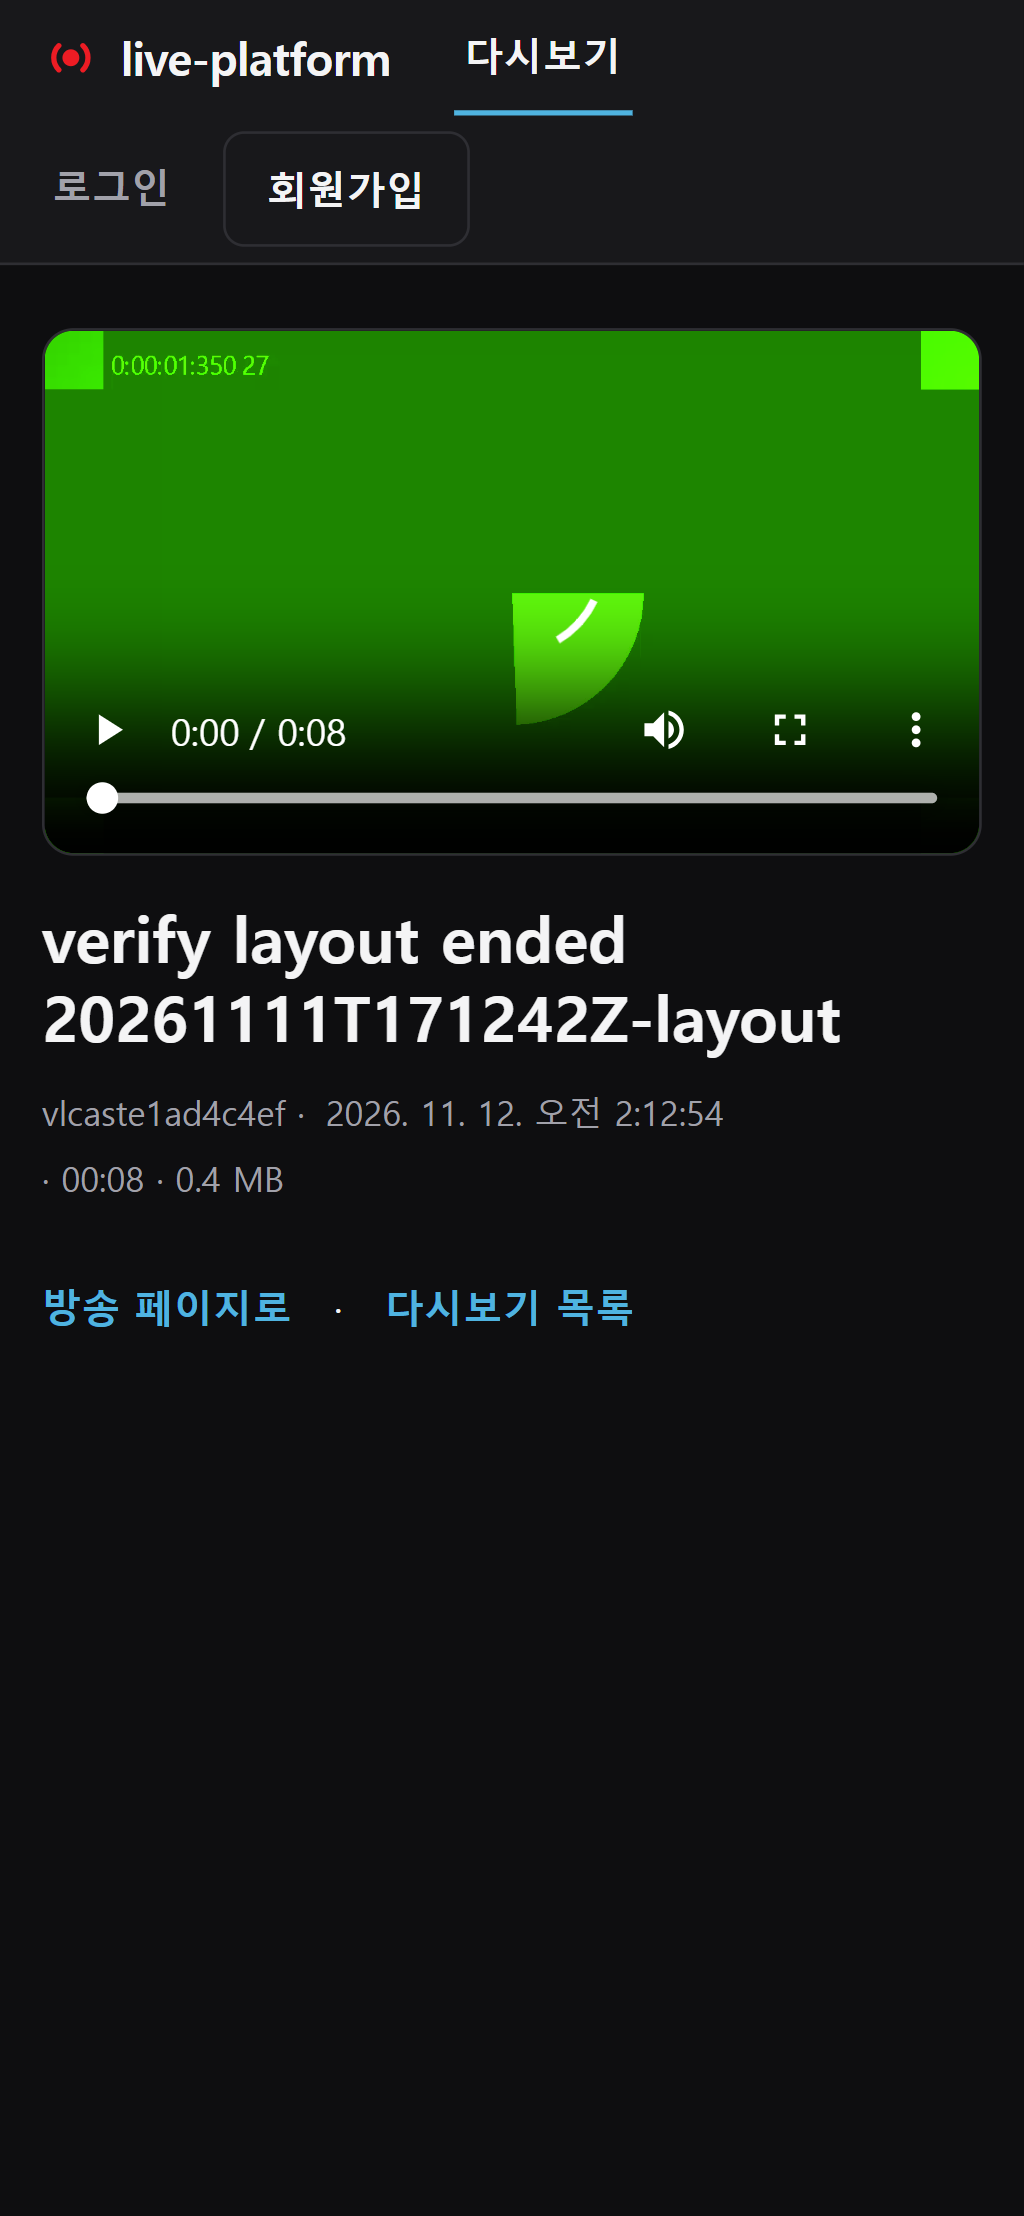 live-platform 다시보기
로그인 회원가입
0:00:01:350 27
0:00 / 0:08
verify layout ended
20261111T171242Z-layout
vlcaste1ad4c4ef · 2026. 11. 12. 오전 2:12:54
· 00:08 · 0.4 MB
방송 페이지로 · 다시보기 목록